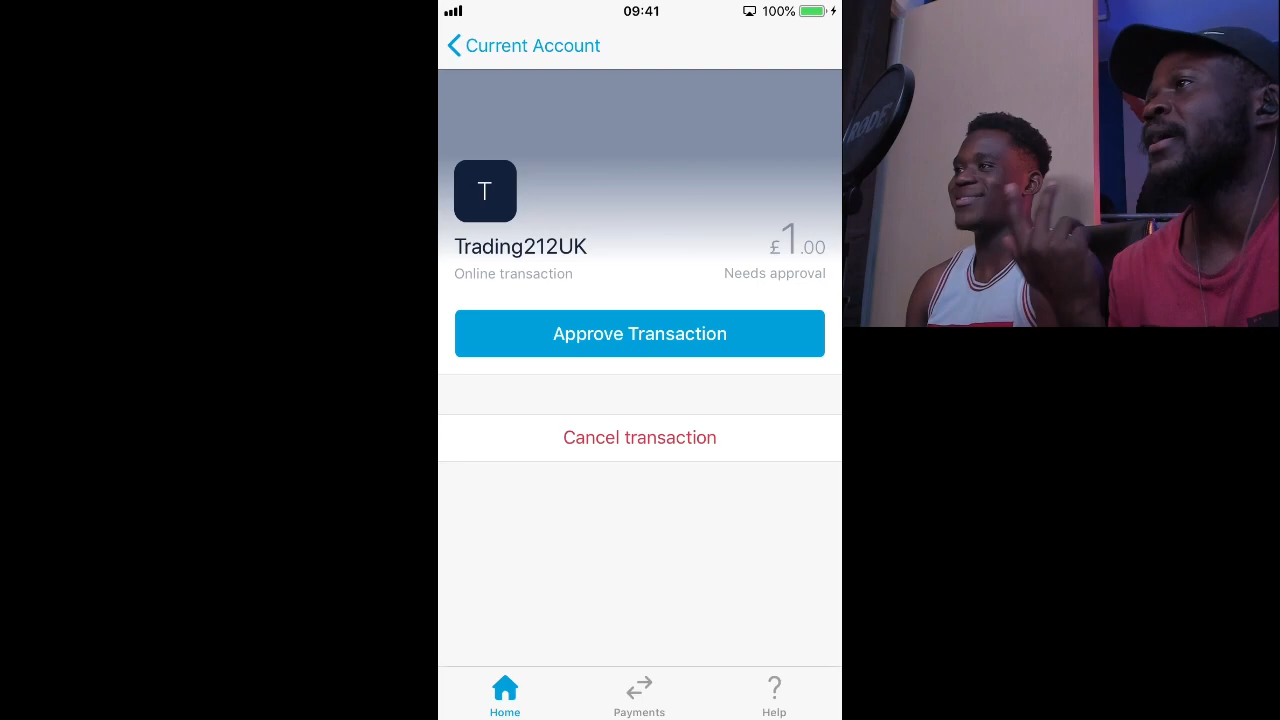 09:41
100%
Current Account
RODE
T
Trading212UK
£1.00
Online transaction
Needs approval
Approve Transaction
Cancel transaction
Home
Payments
? 
Help